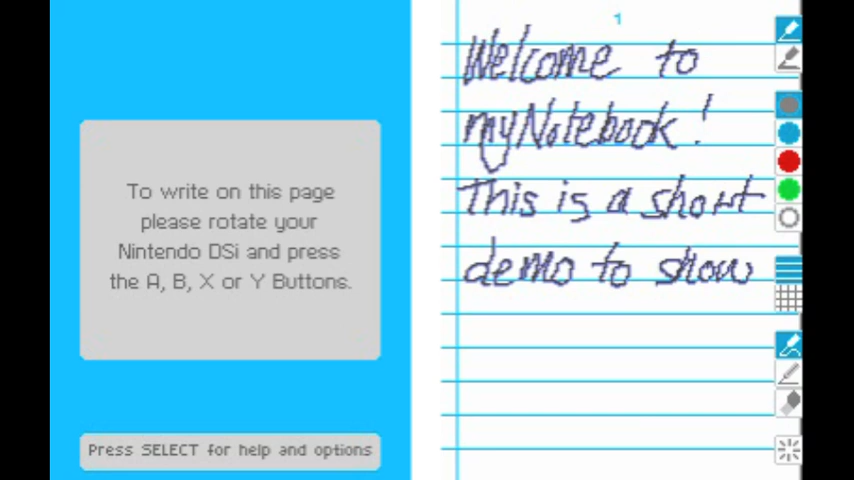 To write on this page
please rotate your
Nintendo DSi and press
the A, B, X or Y Buttons.
Press SELECT for help and options
1
Welcome to
myNotebook!
This is a short
demo to show